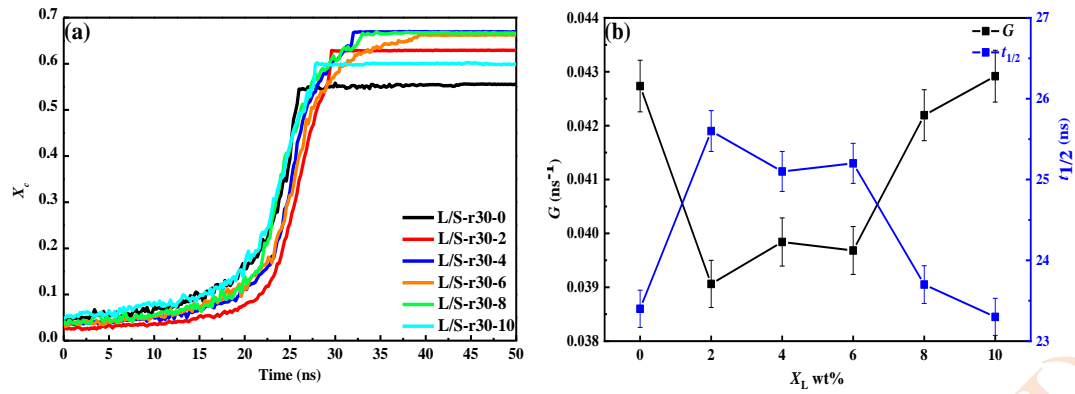 (a)
0.7
0.6
0.5
0.4
0.3
0.2
0.1
0.0
X_c
0 5 10 15 20 25 30 35 40 45 50
Time (ns)
L/S-r30-0
L/S-r30-2
L/S-r30-4
L/S-r30-6
L/S-r30-8
L/S-r30-10
(b)
0.044
0.043
0.042
0.041
0.040
0.039
0.038
G (ns⁻¹)
0 2 4 6 8 10
X_L wt%
G
t_1/2
27
26
25
24
23
t1/2 (ns)